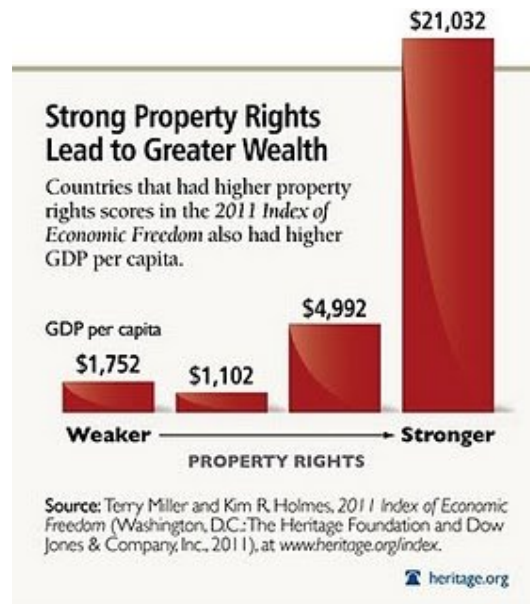 $21,032
Strong Property Rights
Lead to Greater Wealth
Countries that had higher property
rights scores in the 2011 Index of
Economic Freedom also had higher
GDP per capita.
$4,992
GDP per capita
$1,752
$1,102
Weaker
Stronger
PROPERTY RIGHTS
Source: Terry Miller and Kim R. Holmes, 2011 Index of Economic
Freedom (Washington, D.C.: The Heritage Foundation and Dow
Jones & Company, Inc., 2011), at www.heritage.org/index.
heritage.org